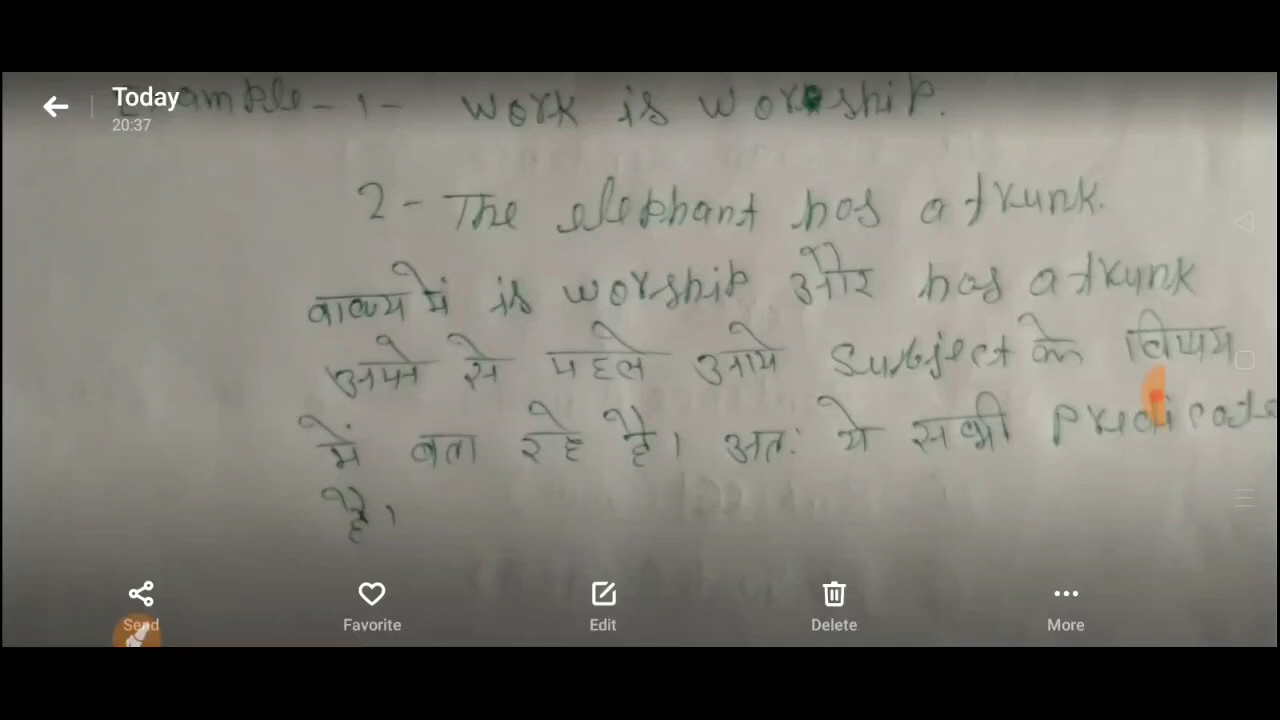 Today
20:37
Example - 1 - Work is worship.
2 - The elephant has a trunk.
वाक्य में is worship और has a trunk
अपने से पहले आये Subject के विषय
में बता रहे है। अतः ये सभी Predicate
है।
Send Favorite Edit Delete More